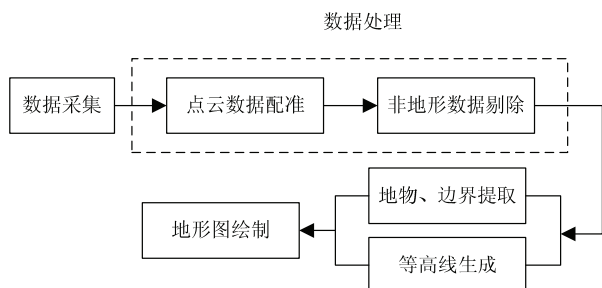 数据处理
数据采集
点云数据配准
非地形数据剔除
地物、边界提取
地形图绘制
等高线生成